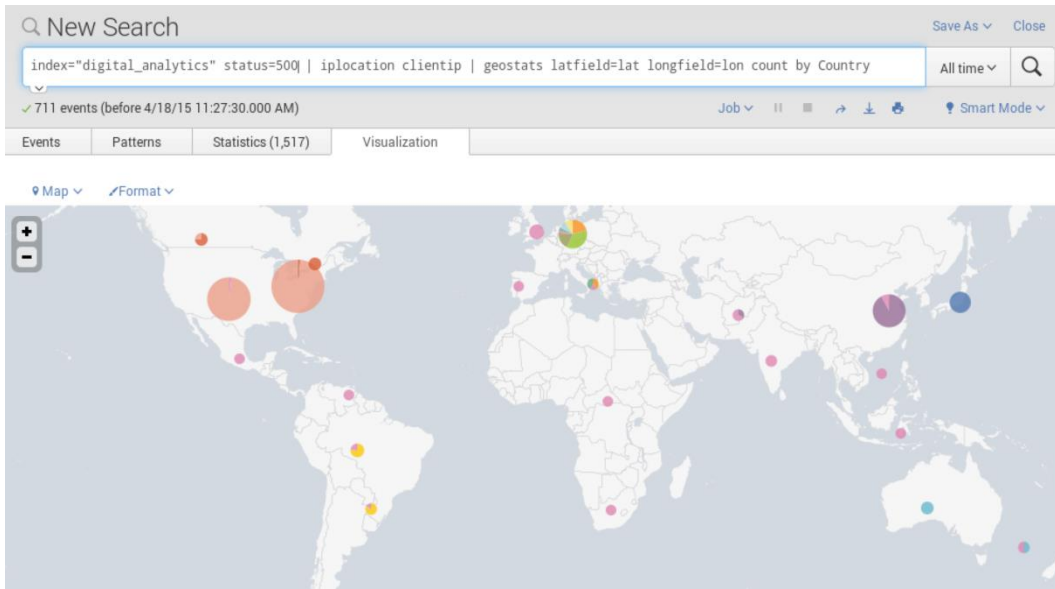 New Search
Save As
Close
index="digital_analytics" status=500| | iplocation clientip | geostats latfield=lat longfield=lon count by Country
All time
711 events (before 4/18/15 11:27:30.000 AM)
Job
Smart Mode
Events
Patterns
Statistics (1,517)
Visualization
Map
Format
+
-